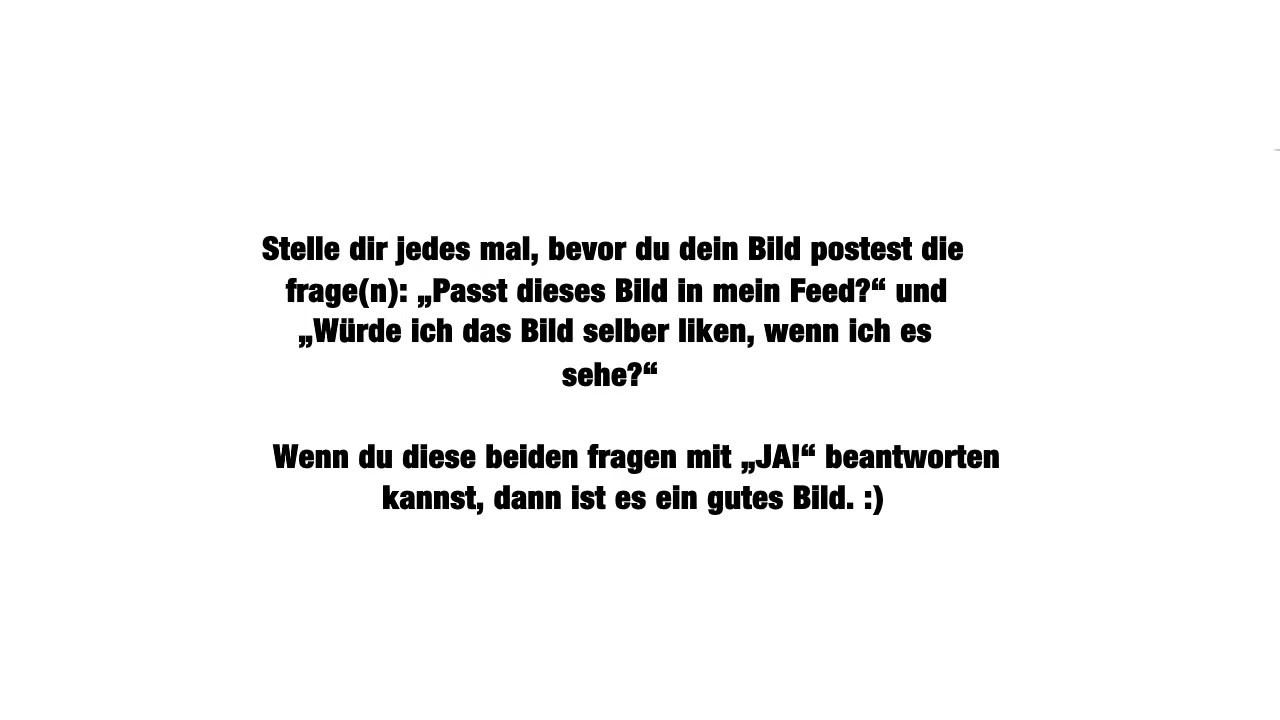 Stelle dir jedes mal, bevor du dein Bild postest die
frage(n): „Passt dieses Bild in mein Feed?“ und
„Würde ich das Bild selber liken, wenn ich es
sehe?“
Wenn du diese beiden fragen mit „JA!“ beantworten
kannst, dann ist es ein gutes Bild. :)